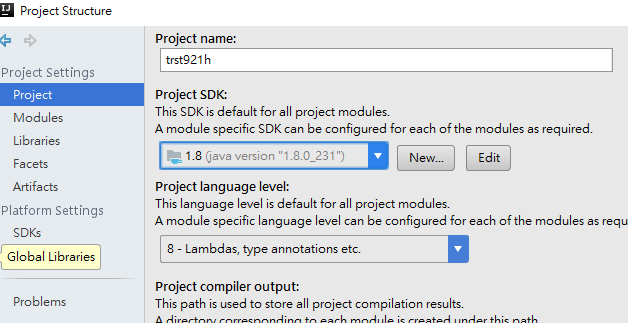 IJ Project Structure
Project Settings
Project
Modules
Libraries
Facets
Artifacts
Platform Settings
SDKs
Global Libraries
Problems
Project name:
trst921h
Project SDK:
This SDK is default for all project modules.
A module specific SDK can be configured for each of the modules as required.
1.8 (java version "1.8.0_231")
New...
Edit
Project language level:
This language level is default for all project modules.
A module specific language level can be configured for each of the modules as requ
8 - Lambdas, type annotations etc.
Project compiler output:
This path is used to store all project compilation results.
A directory corresponding to each module is created under this path